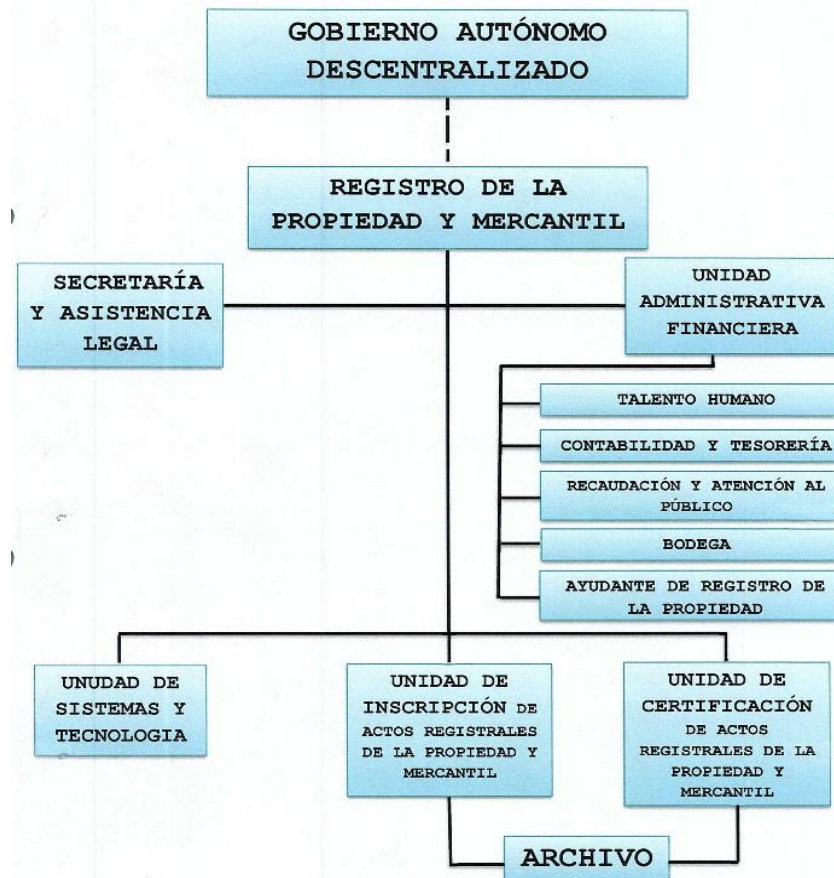 GOBIERNO AUTÓNOMO
DESCENTRALIZADO
REGISTRO DE LA
PROPIEDAD Y MERCANTIL
SECRETARÍA
Y ASISTENCIA
LEGAL
UNIDAD
ADMINISTRATIVA
FINANCIERA
TALENTO HUMANO
CONTABILIDAD Y TESORERÍA
RECAUDACIÓN Y ATENCIÓN AL
PÚBLICO
BODEGA
AYUDANTE DE REGISTRO DE
LA PROPIEDAD
UNUDAD DE
SISTEMAS Y
TECNOLOGIA
UNIDAD DE
INSCRIPCIÓN DE
ACTOS REGISTRALES
DE LA PROPIEDAD Y
MERCANTIL
UNIDAD DE
CERTIFICACIÓN
DE ACTOS
REGISTRALES DE LA
PROPIEDAD Y
MERCANTIL
ARCHIVO